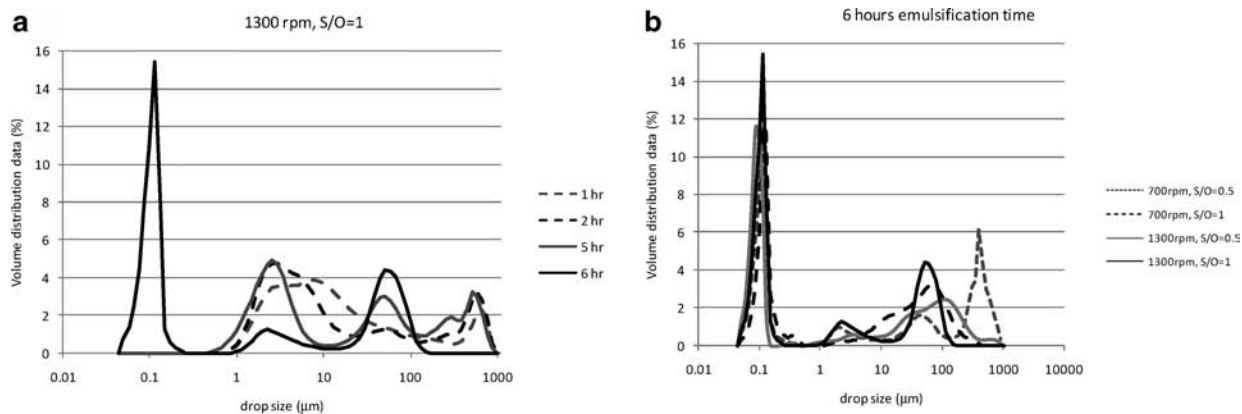 a
1300 rpm, S/O=1
Volume distribution data (%)
16
14
12
10
8
6
4
2
0
0.01 0.1 1 10 100 1000
drop size (µm)
1 hr
2 hr
5 hr
6 hr
b
6 hours emulsification time
Volume distribution data (%)
16
14
12
10
8
6
4
2
0
0.01 0.1 1 10 100 1000 10000
drop size (µm)
700rpm, S/O=0.5
700rpm, S/O=1
1300rpm, S/O=0.5
1300rpm, S/O=1